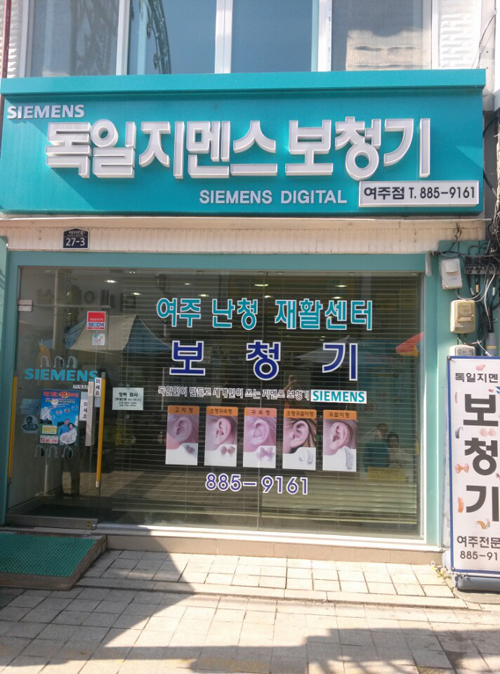 SIEMENS
독일지멘스 보청기
SIEMENS DIGITAL
여주점 T. 885-9161
27-3
여주 난청 재활센터
보청기
SIEMENS
SIEMENS
885-9161
독일지멘
보청기
여주전문
885-91